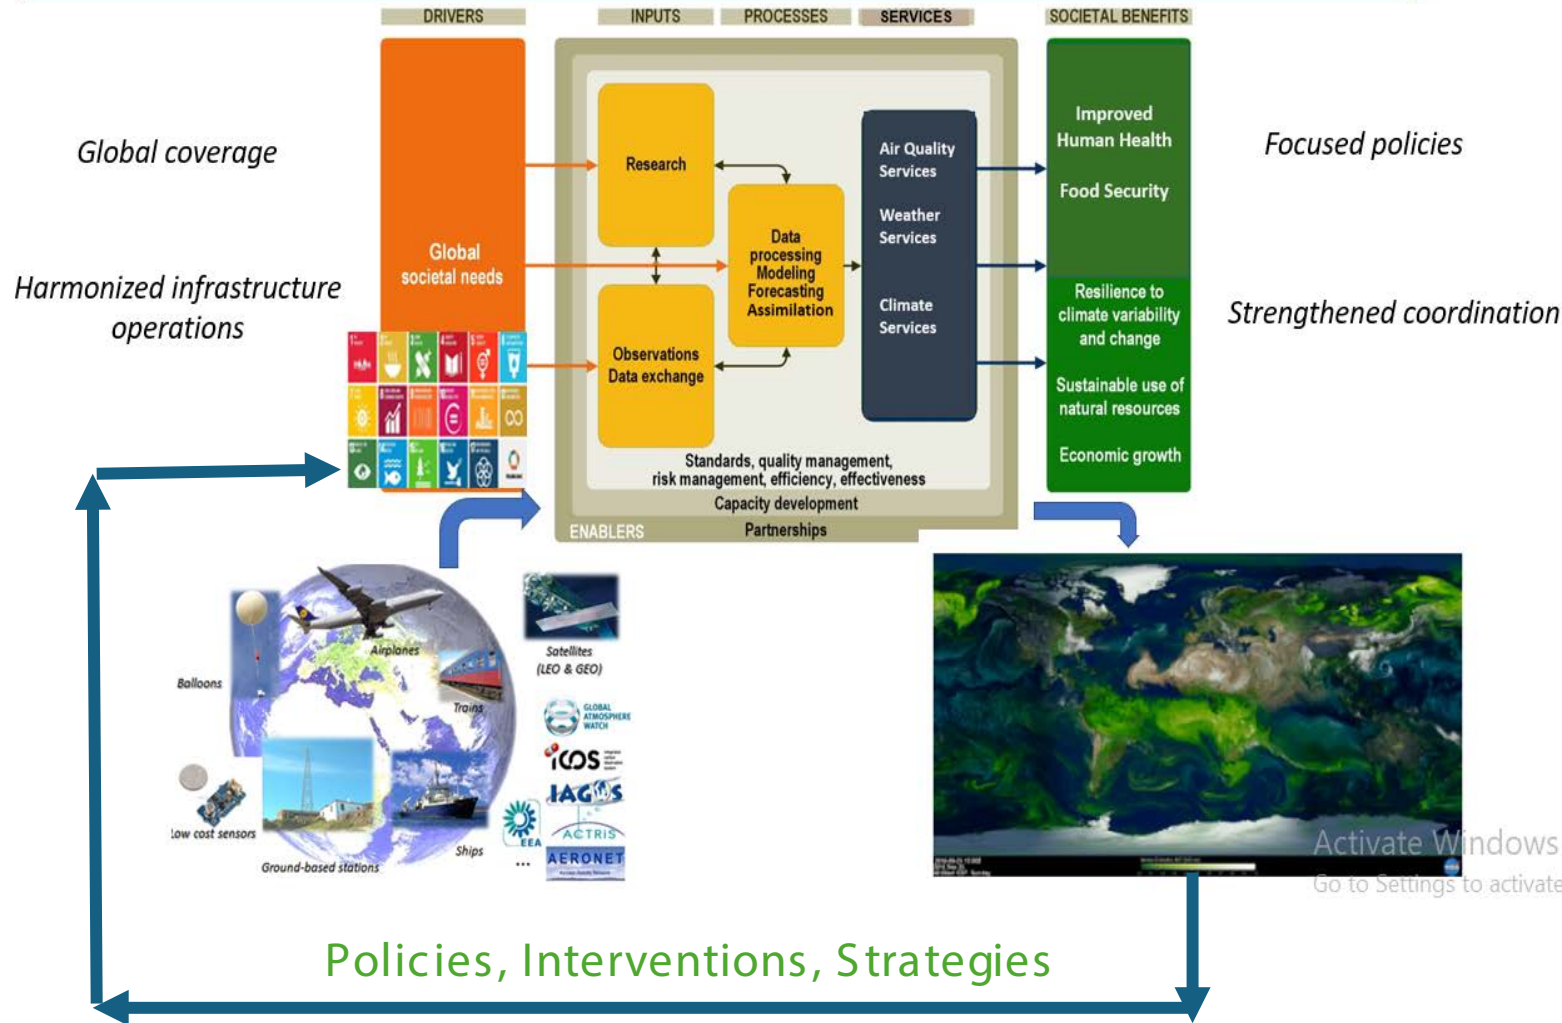 DRIVERS
INPUTS
PROCESSES
SERVICES
SOCIETAL BENEFITS
Global coverage
Harmonized infrastructure
operations
Global
societal needs
Research
Observations
Data exchange
Data
processing
Modeling
Forecasting
Assimilation
Air Quality
Services
Weather
Services
Climate
Services
Improved
Human Health
Food Security
Resilience to
climate variability
and change
Sustainable use of
natural resources
Economic growth
Focused policies
Strengthened coordination
Standards, quality management,
risk management, efficiency, effectiveness
Capacity development
ENABLERS
Partnerships
Balloons
Airplanes
Trains
Satellites
(LEO & GEO)
Low cost sensors
Ground-based stations
Ships
GLOBAL
ATMOSPHERE
WATCH
ICOS
IAGOS
EEA
ACTRIS
...
AERONET
Activate Windows
Go to Settings to activate
Policies, Interventions, Strategies